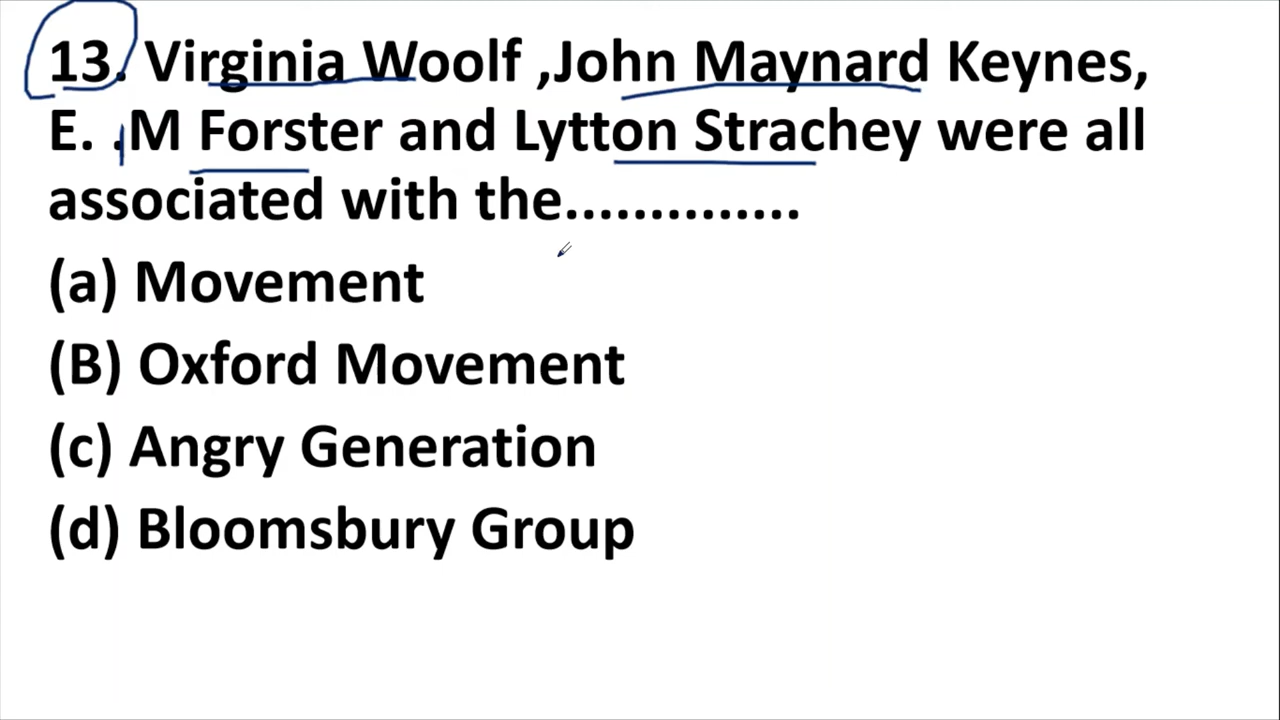 13. Virginia Woolf ,John Maynard Keynes,
E. .M Forster and Lytton Strachey were all
associated with the..............
(a) Movement
(B) Oxford Movement
(c) Angry Generation
(d) Bloomsbury Group